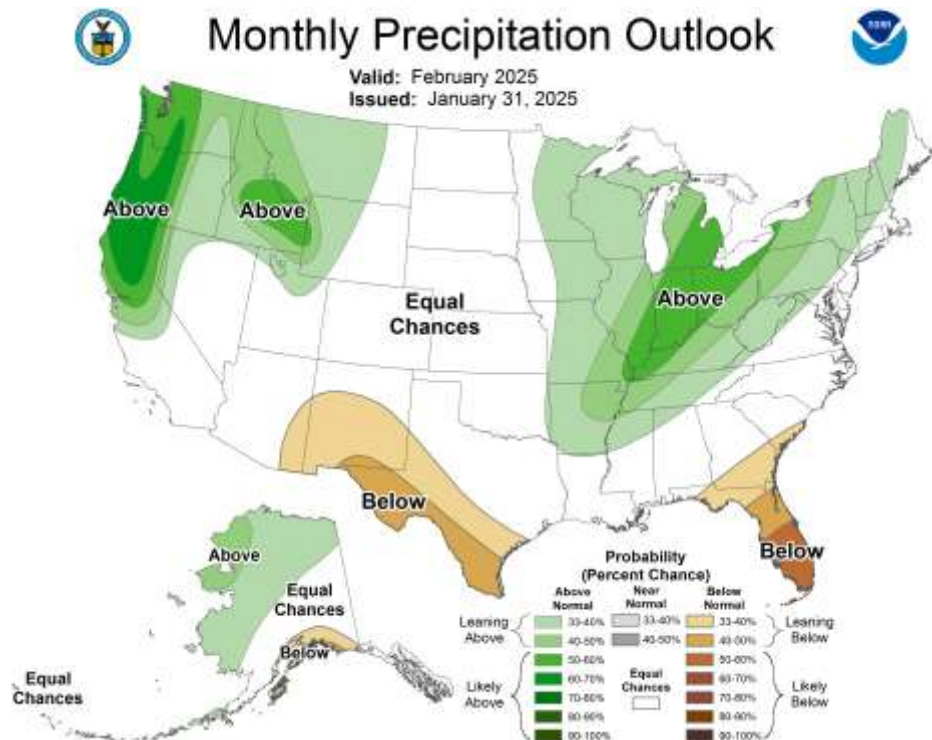 Monthly Precipitation Outlook
Valid: February 2025
Issued: January 31, 2025
Above
Above
Above
Equal
Chances
Below
Below
Above
Equal
Chances
Below
Equal
Chances
Probability
(Percent Chance)
Above Normal
Near Normal
Below Normal
Leaning Above
33-40%
40-50%
33-40%
40-50%
33-40%
40-50%
Leaning Below
Likely Above
50-60%
60-70%
70-80%
80-90%
90-100%
Equal Chances
50-60%
60-70%
70-80%
80-90%
90-100%
Likely Below